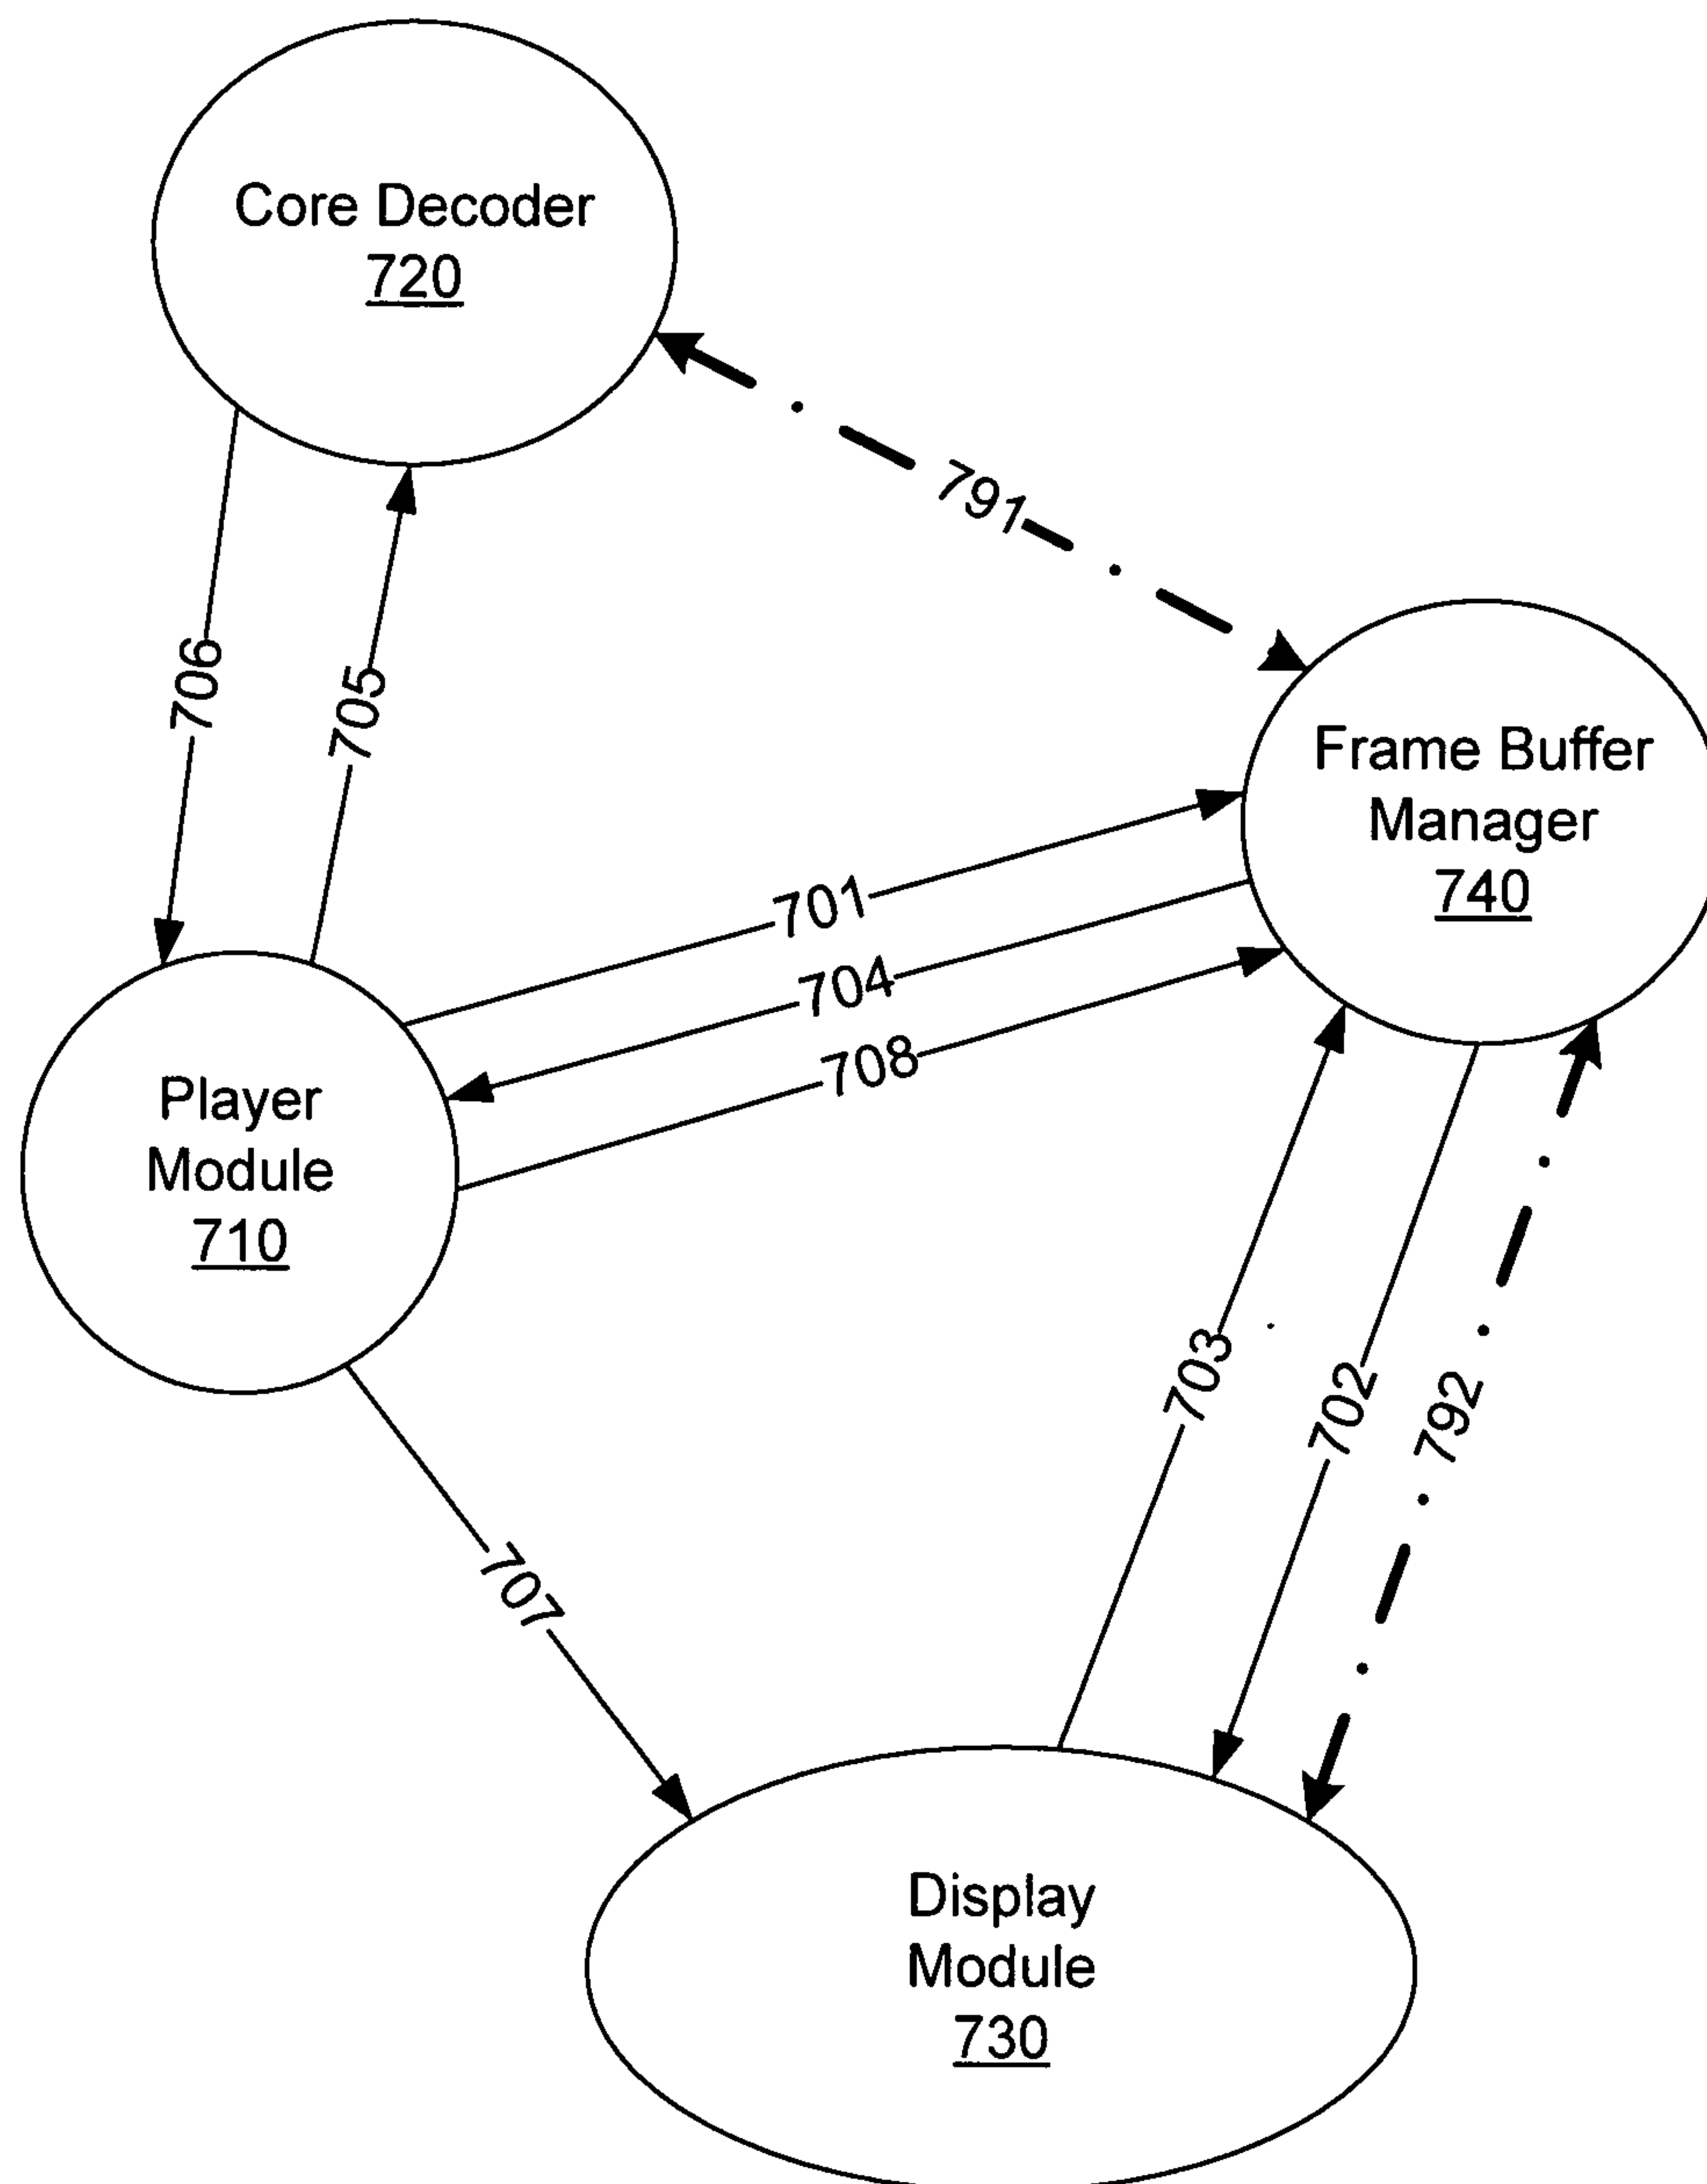 Core Decoder
720
791
706
705
Frame Buffer
Manager
740
701
704
708
Player
Module
710
703
702
792
707
Display
Module
730